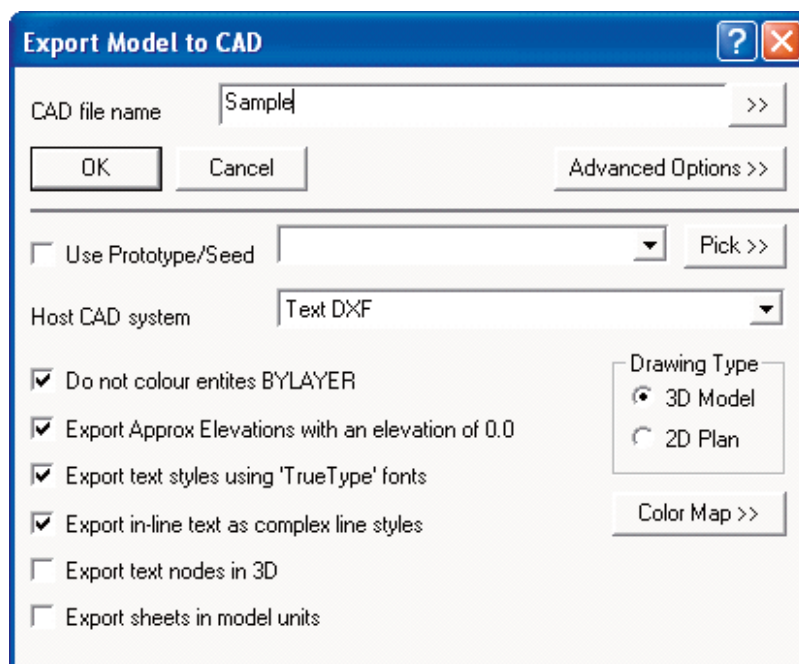 Export Model to CAD
CAD file name Sample >>
OK Cancel Advanced Options >>
Use Prototype/Seed Pick >>
Host CAD system Text DXF
Do not colour entites BYLAYER
Export Approx Elevations with an elevation of 0.0
Export text styles using 'TrueType' fonts
Export in-line text as complex line styles
Export text nodes in 3D
Export sheets in model units
Drawing Type
3D Model
2D Plan
Color Map >>